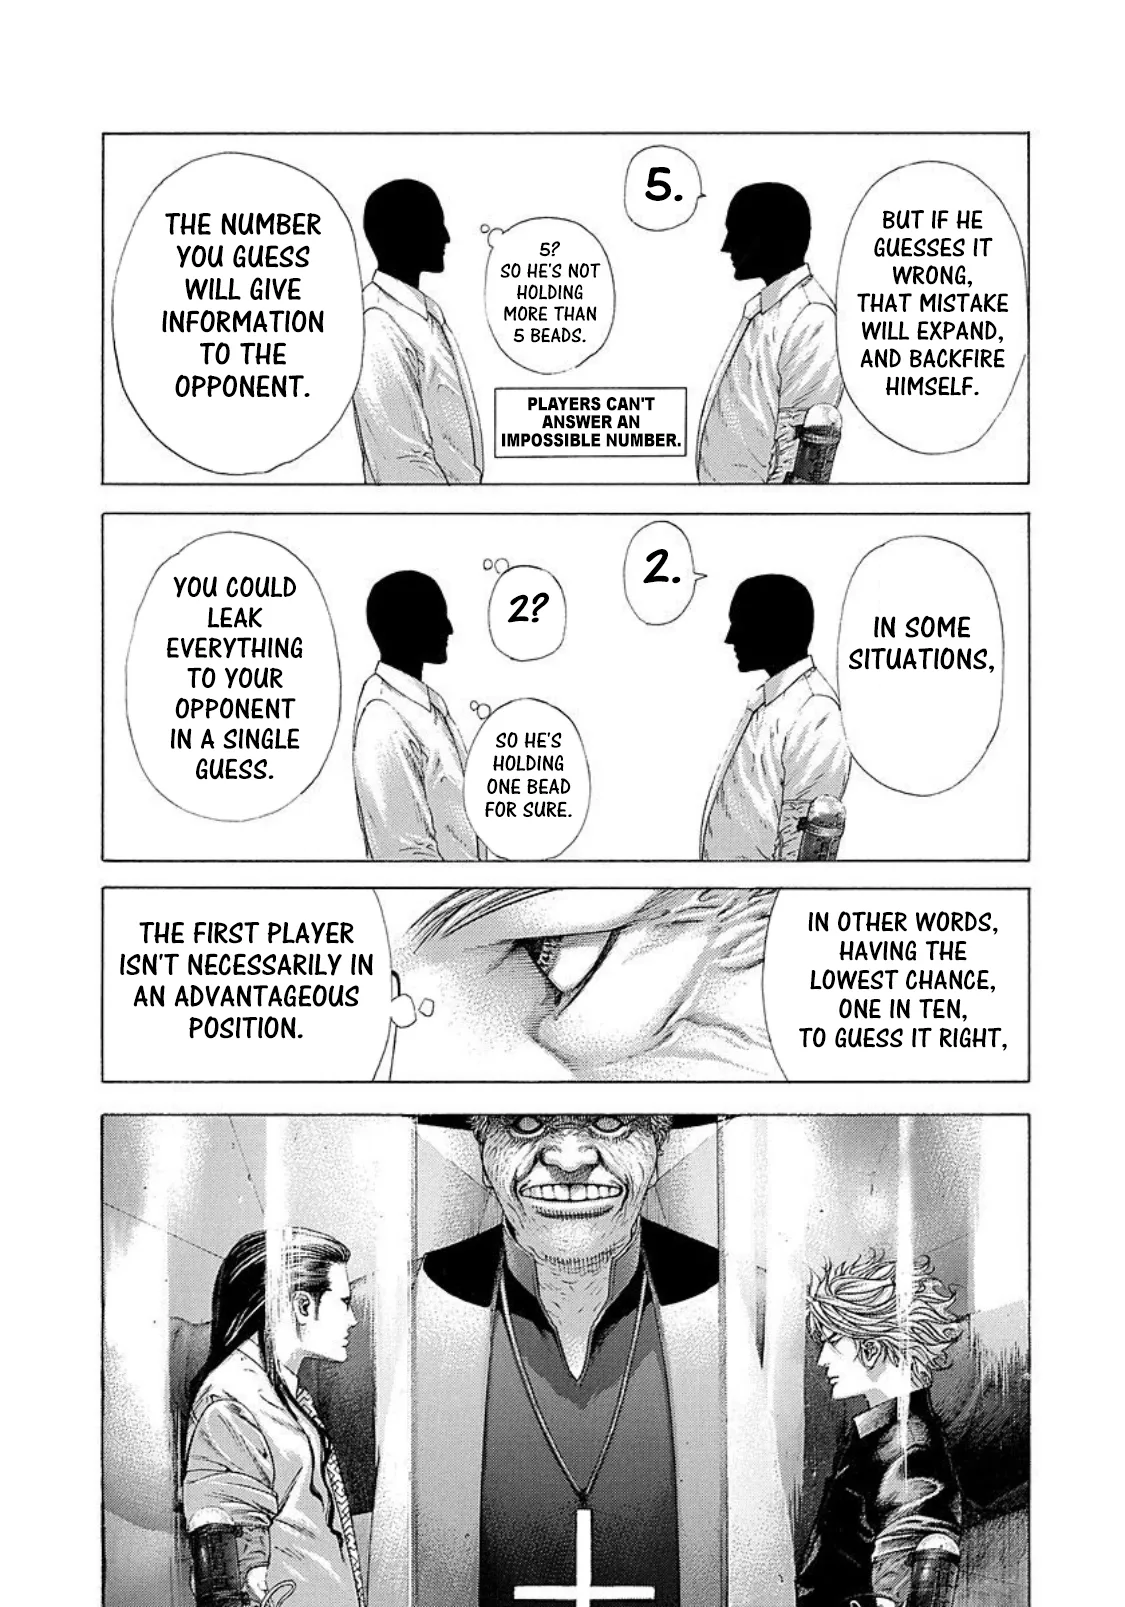 BUT IF HE
GUESSES IT
WRONG,
THAT MISTAKE
WILL EXPAND,
AND BACKFIRE
HIMSELF.
5.
5?
SO HE'S NOT
HOLDING
MORE THAN
5 BEADS.
PLAYERS CAN'T
ANSWER AN
IMPOSSIBLE NUMBER.
THE NUMBER
YOU GUESS
WILL GIVE
INFORMATION
TO THE
OPPONENT.
IN SOME
SITUATIONS,
2.
2?
SO HE'S
HOLDING
ONE BEAD
FOR SURE.
YOU COULD
LEAK
EVERYTHING
TO YOUR
OPPONENT
IN A SINGLE
GUESS.
IN OTHER WORDS,
HAVING THE
LOWEST CHANCE,
ONE IN TEN,
TO GUESS IT RIGHT,
THE FIRST PLAYER
ISN'T NECESSARILY IN
AN ADVANTAGEOUS
POSITION.